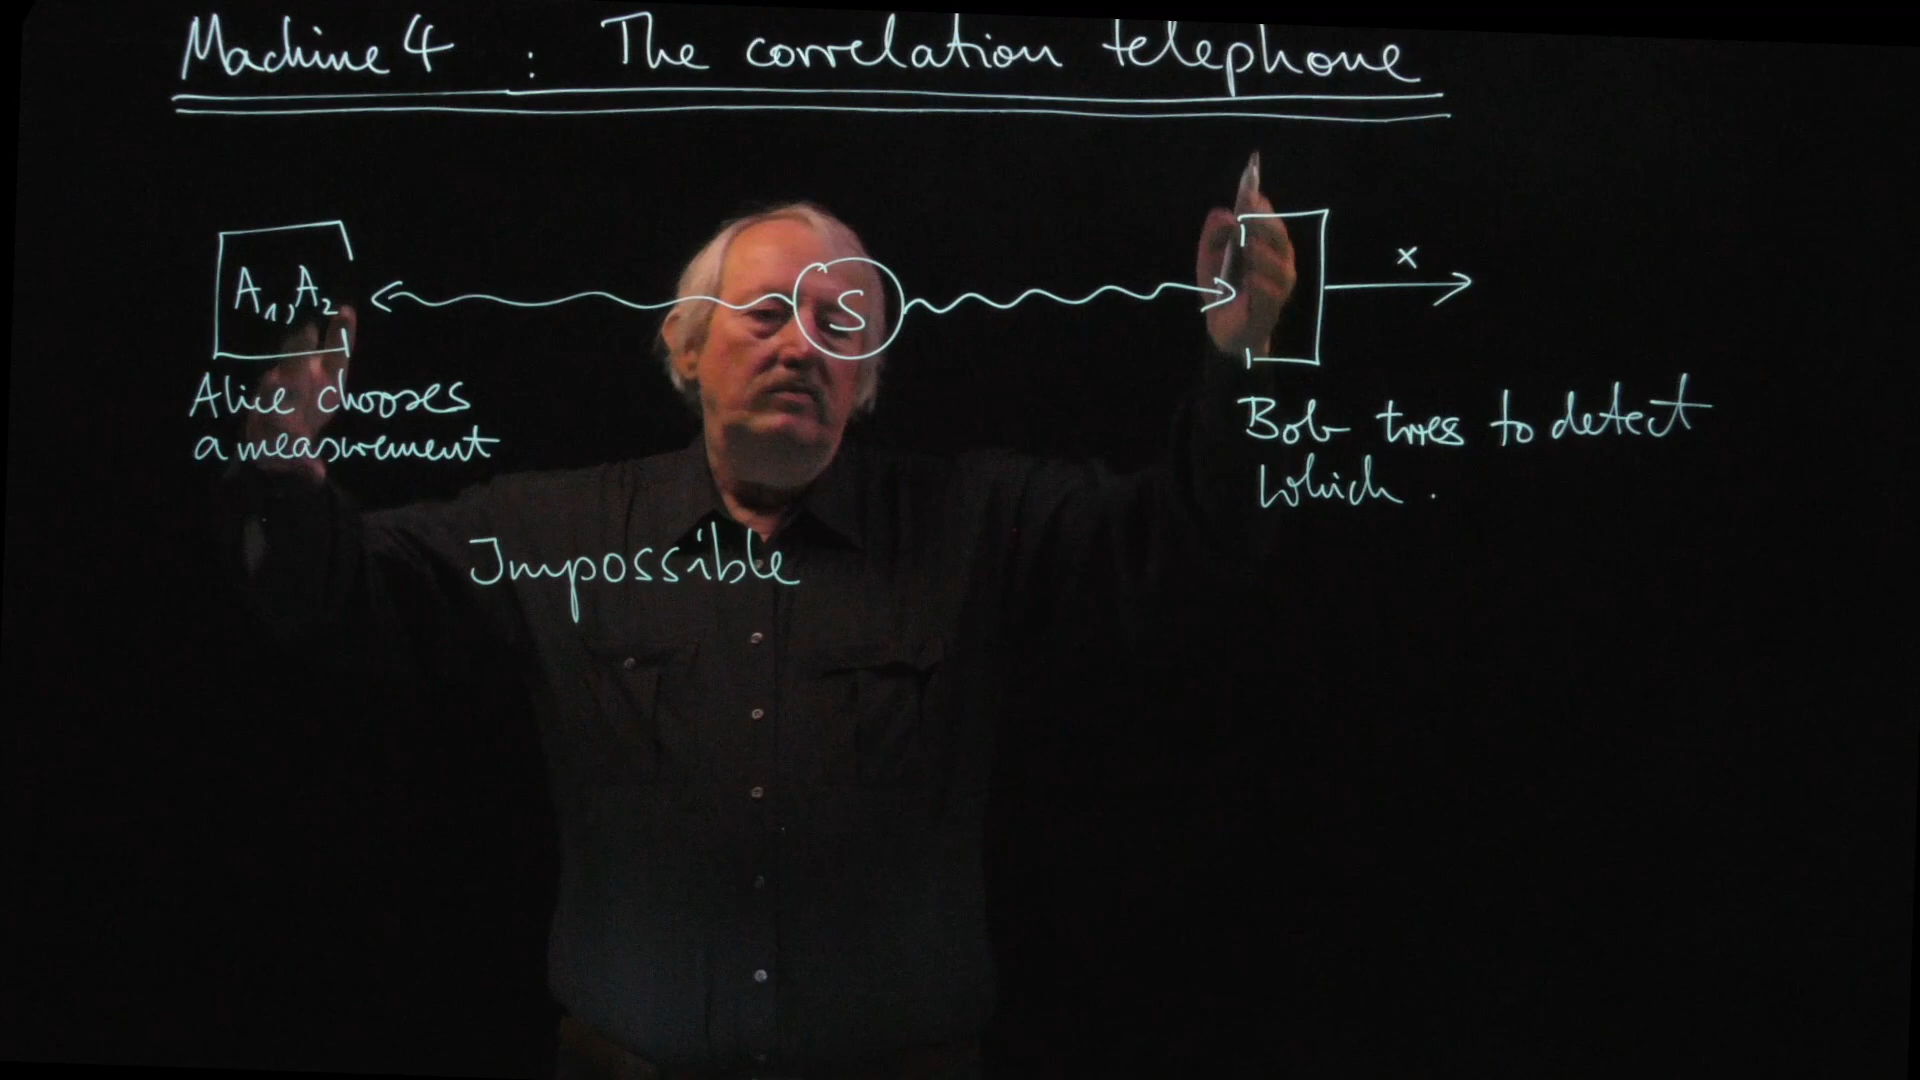 Machine 4 : The correlation telephone
A₁, A₂
S
x
Alice chooses
a measurement
Bob tries to detect
which.
Impossible